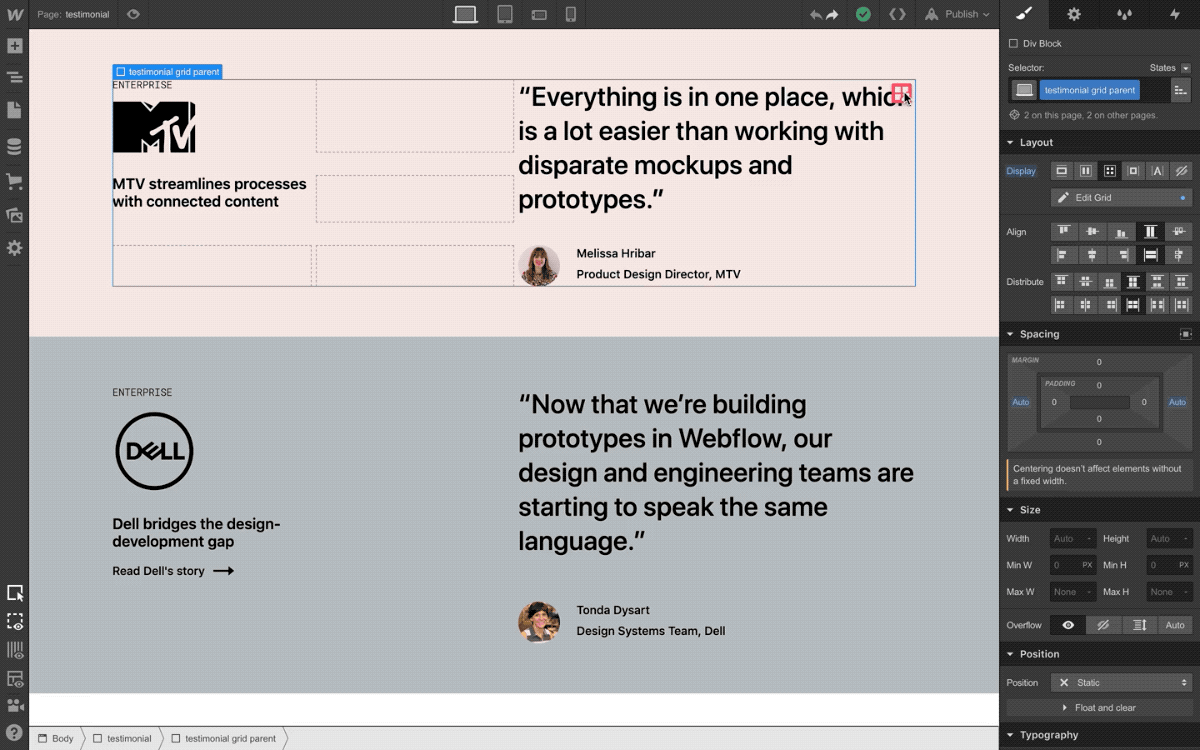 Page: testimonial
Publish
Div Block
Selector:
States
testimonial grid parent
2 on this page, 2 on other pages.
Layout
Display
Edit Grid
Align
Distribute
Spacing
MARGIN
0
PADDING
0
Auto
0
0
Auto
0
0
Centering doesn't affect elements without
a fixed width.
Size
Width Auto - Height Auto -
Min W 0 PX Min H 0 PX
Max W None - Max H None -
Overflow Auto
Position
Position Static
Float and clear
Typography
testimonial grid parent
ENTERPRISE
MTV
MTV streamlines processes
with connected content
“Everything is in one place,
is a lot easier than working with
disparate mockups and
prototypes.”
Melissa Hribar
Product Design Director, MTV
ENTERPRISE
DELL
Dell bridges the design-
development gap
Read Dell's story
“Now that we’re building
prototypes in Webflow, our
design and engineering teams are
starting to speak the same
language.”
Tonda Dysart
Design Systems Team, Dell
Body
testimonial
testimonial grid parent